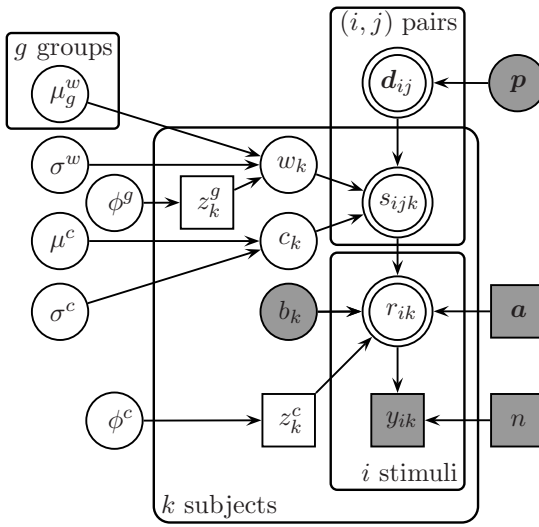 (i, j) pairs
g groups
μ_g^w
d_ij
p
σ^w
w_k
ϕ^g
z_k^g
s_ijk
μ^c
c_k
σ^c
b_k
r_ik
a
ϕ^c
z_k^c
y_ik
n
i stimuli
k subjects